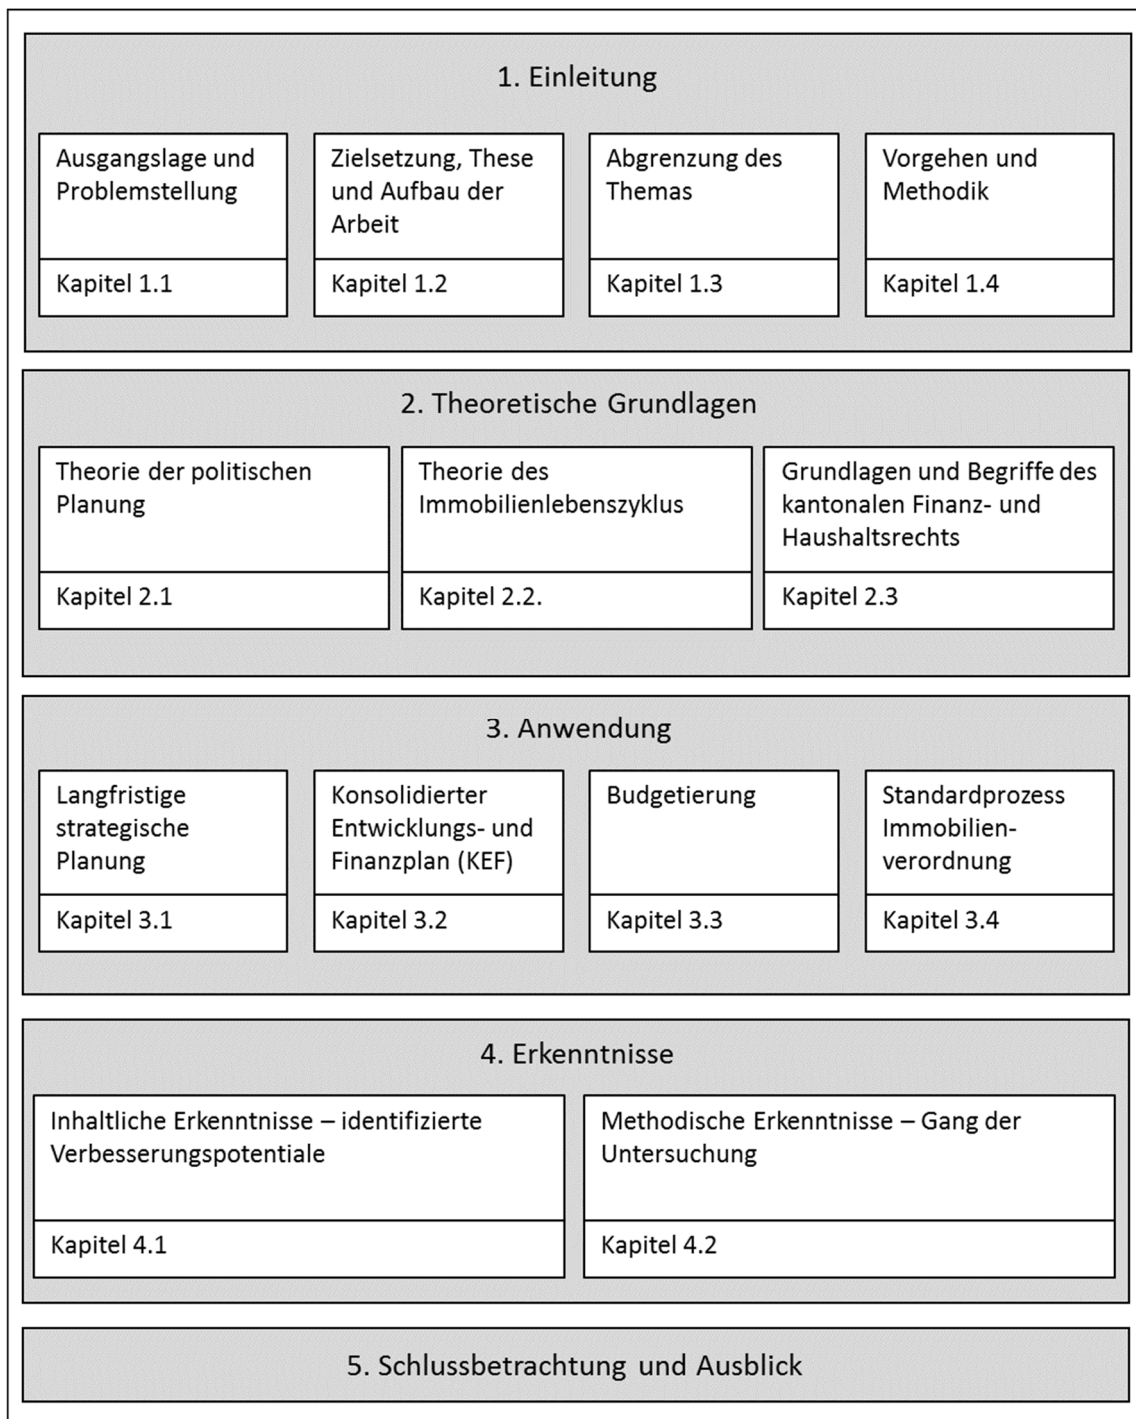 1. Einleitung
Ausgangslage und
Problemstellung
Kapitel 1.1
Zielsetzung, These
und Aufbau der
Arbeit
Kapitel 1.2
Abgrenzung des
Themas
Kapitel 1.3
Vorgehen und
Methodik
Kapitel 1.4
2. Theoretische Grundlagen
Theorie der politischen
Planung
Kapitel 2.1
Theorie des
Immobilienlebenszyklus
Kapitel 2.2.
Grundlagen und Begriffe des
kantonalen Finanz- und
Haushaltsrechts
Kapitel 2.3
3. Anwendung
Langfristige
strategische
Planung
Kapitel 3.1
Konsolidierter
Entwicklungs- und
Finanzplan (KEF)
Kapitel 3.2
Budgetierung
Kapitel 3.3
Standardprozess
Immobilien-
verordnung
Kapitel 3.4
4. Erkenntnisse
Inhaltliche Erkenntnisse – identifizierte
Verbesserungspotentiale
Kapitel 4.1
Methodische Erkenntnisse – Gang der
Untersuchung
Kapitel 4.2
5. Schlussbetrachtung und Ausblick